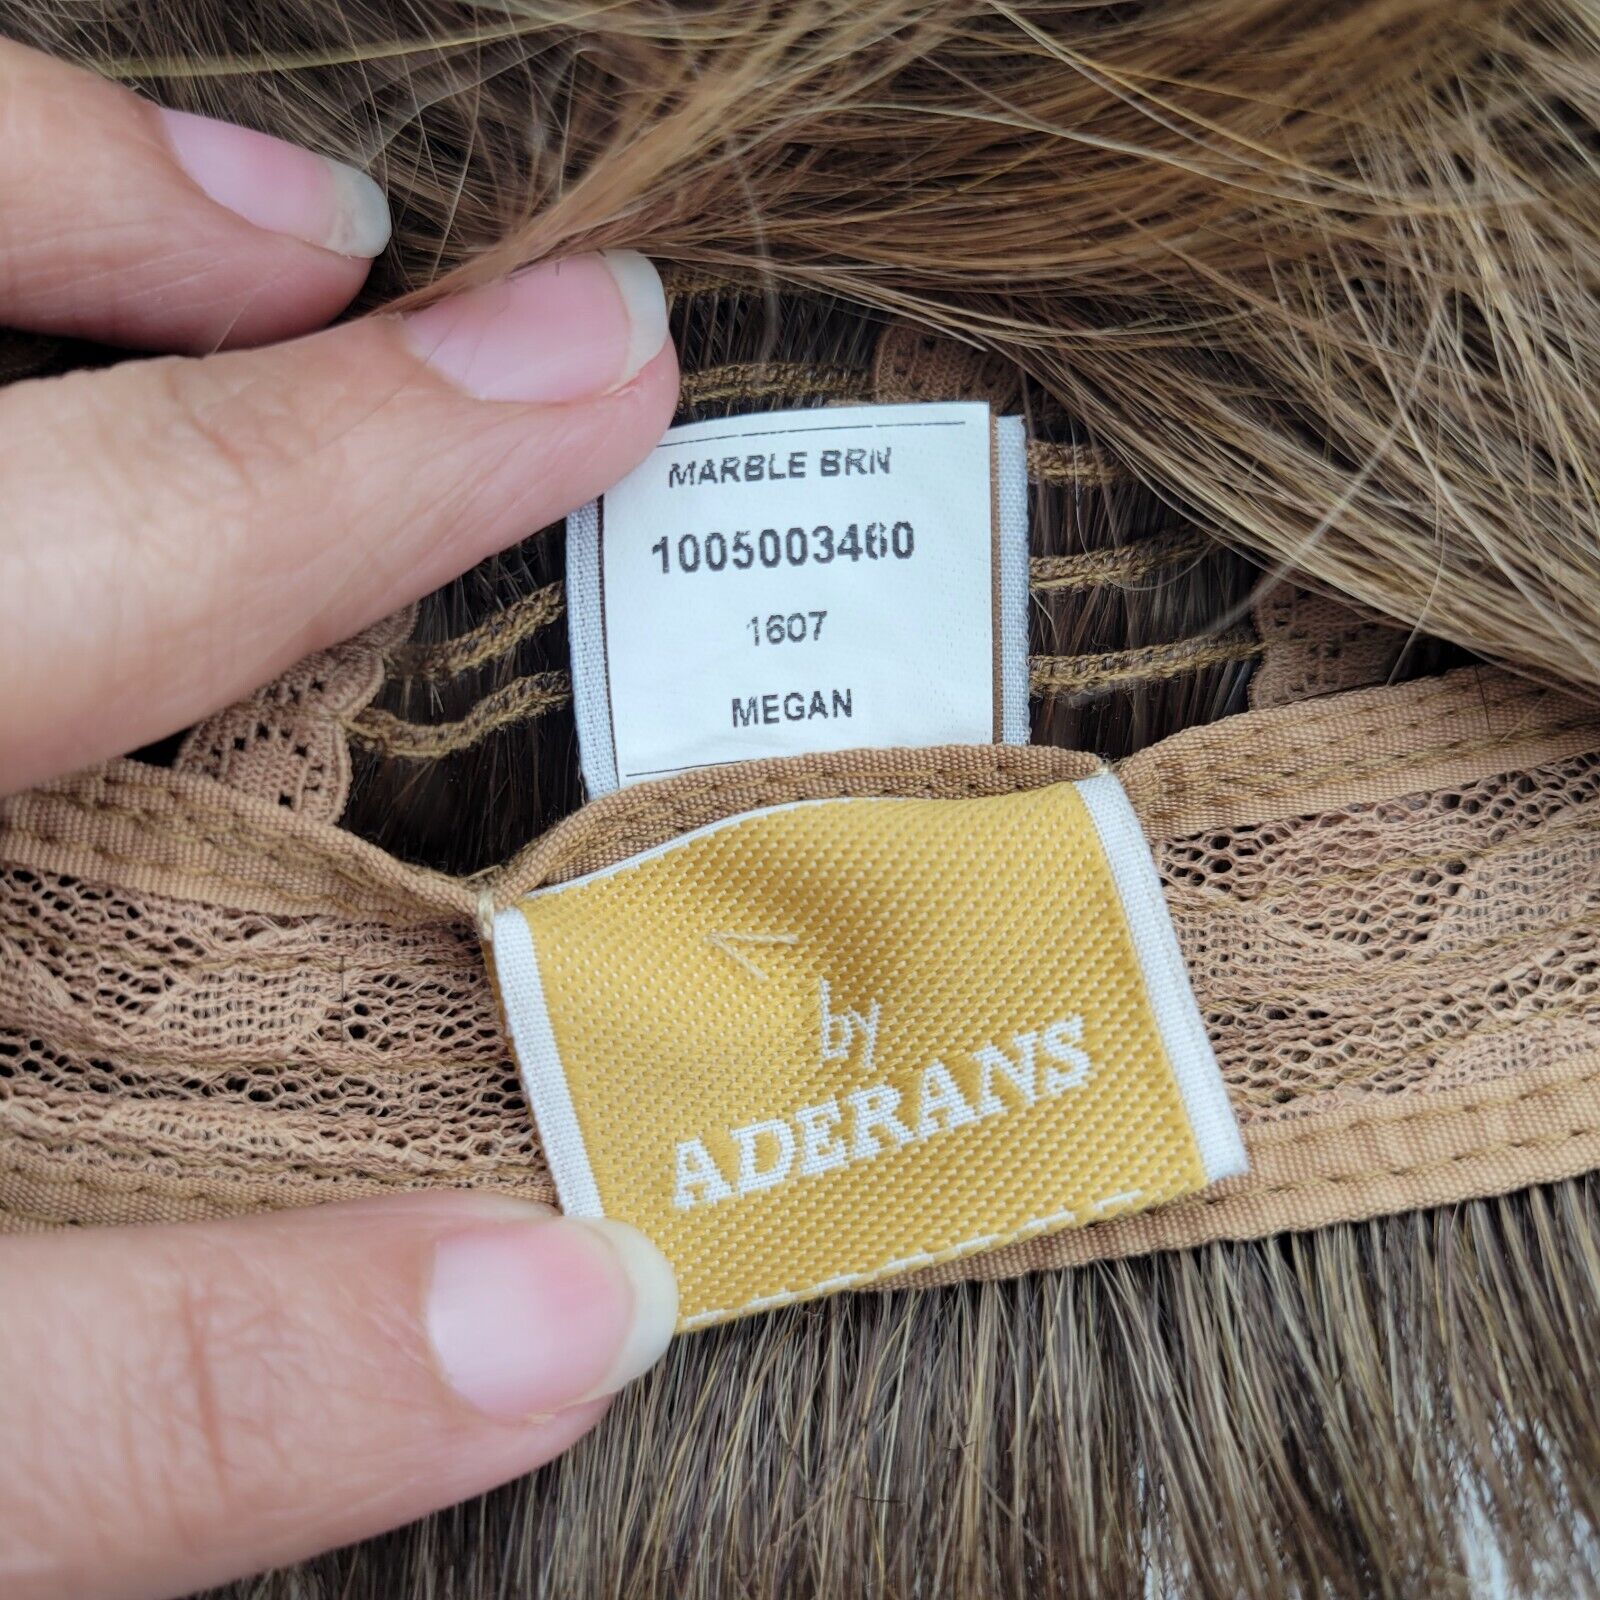 MARBLE BRN
1005003460
1607
MEGAN
by
ADERANS